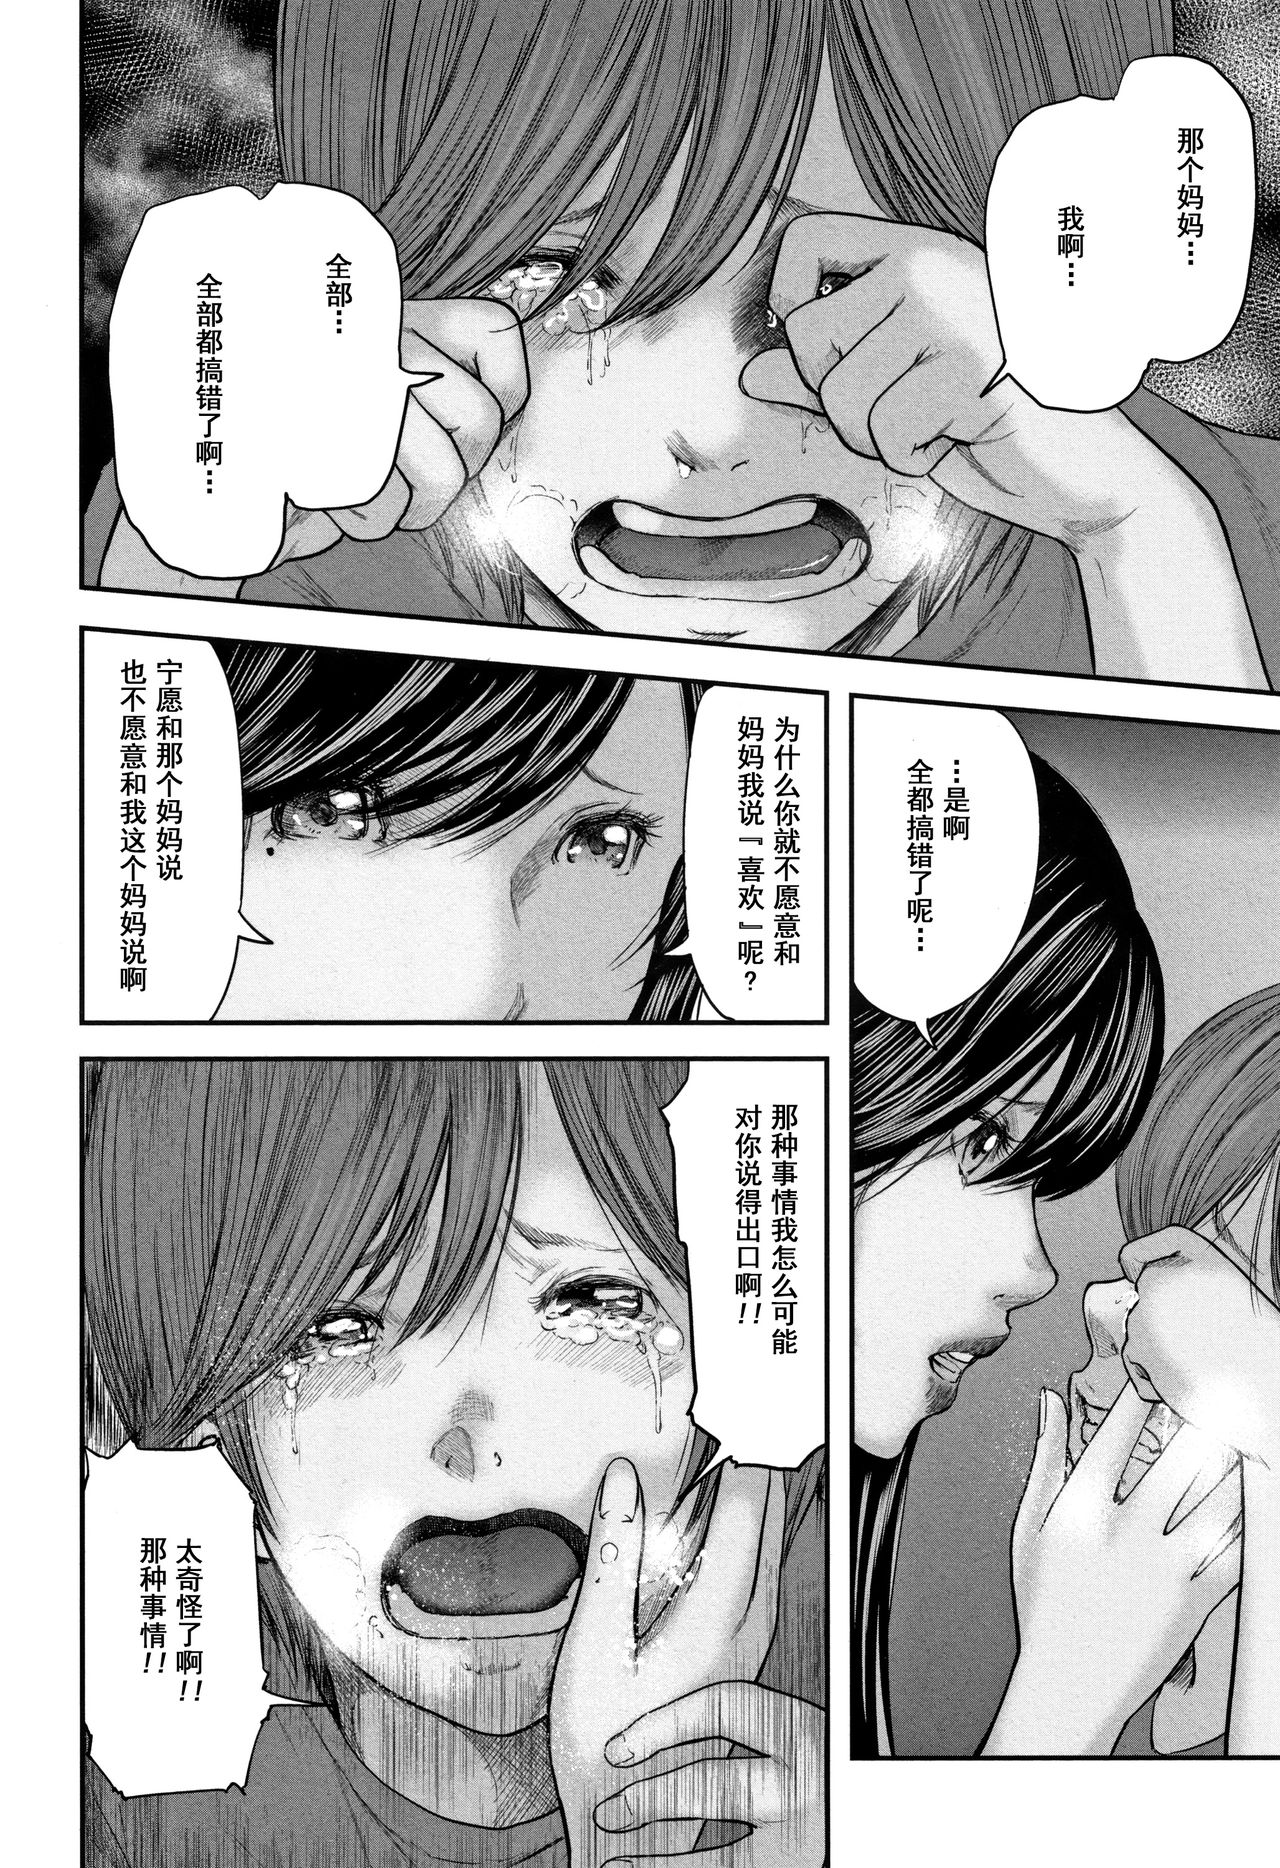 那个妈妈…
我啊…
全部…
全部都搞错了啊…
…是啊
全都搞错了呢…
为什么你就不愿意和
妈妈我说『喜欢』呢?
宁愿和那个妈妈说
也不愿意和我这个妈妈说啊
那种事情我怎么可能
对你说得出口啊!!
太奇怪了啊!!
那种事情!!